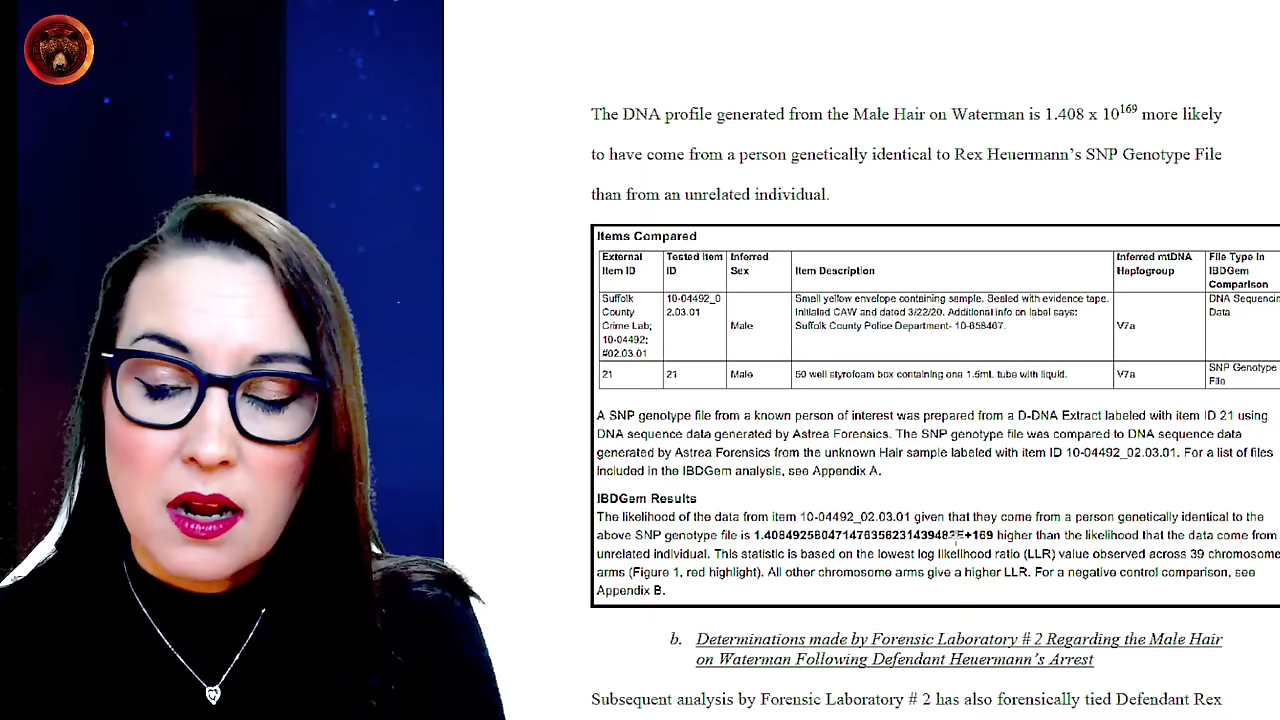 The DNA profile generated from the Male Hair on Waterman is 1.408 x 10¹⁶⁹ more likely
to have come from a person genetically identical to Rex Heuermann's SNP Genotype File
than from an unrelated individual.
Items Compared
External Item ID Tested Item ID Inferred Sex Item Description Inferred mtDNA Haplogroup File Type in IBDGem Comparison
Suffolk County Crime Lab; 10-04492; #02.03.01 10-04492_02.03.01 Male Small yellow envelope containing sample. Sealed with evidence tape. Initialed CAW and dated 3/22/20. Additional info on label says: Suffolk County Police Department- 10-658467. V7a DNA Sequencin Data
21 21 Male 50 well styrofoam box containing one 1.5mL tube with liquid. V7a SNP Genotype File
A SNP genotype file from a known person of interest was prepared from a D-DNA Extract labeled with item ID 21 using
DNA sequence data generated by Astrea Forensics. The SNP genotype file was compared to DNA sequence data
generated by Astrea Forensics from the unknown Hair sample labeled with item ID 10-04492_02.03.01. For a list of files
included in the IBDGem analysis, see Appendix A.
IBDGem Results
The likelihood of the data from item 10-04492_02.03.01 given that they come from a person genetically identical to the
above SNP genotype file is higher than the likelihood that the data come from
unrelated individual. This statistic is based on the lowest log likelihood ratio (LLR) value observed across 39 chromosome
arms (Figure 1, red highlight). All other chromosome arms give a higher LLR. For a negative control comparison, see
Appendix B.
b. Determinations made by Forensic Laboratory # 2 Regarding the Male Hair
on Waterman Following Defendant Heuermann's Arrest
Subsequent analysis by Forensic Laboratory # 2 has also forensically tied Defendant Rex